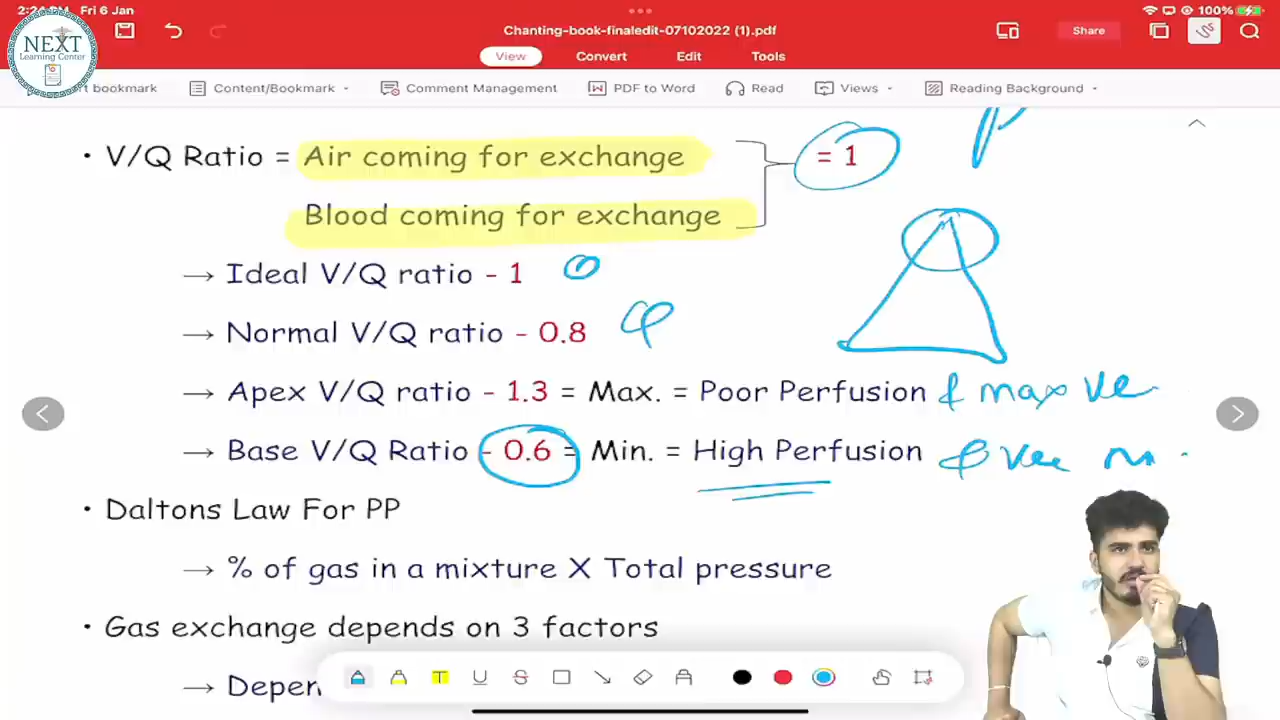 2:24 PM Fri 6 Jan
100%
NEXT
Learning Center
Chanting-book-finaledit-07102022 (1).pdf
Share
View Convert Edit Tools
bookmark Content/Bookmark Comment Management PDF to Word Read Views Reading Background
• V/Q Ratio = Air coming for exchange
Blood coming for exchange
= 1
→ Ideal V/Q ratio - 1
→ Normal V/Q ratio - 0.8
→ Apex V/Q ratio - 1.3 = Max. = Poor Perfusion & max ve
→ Base V/Q Ratio - 0.6 = Min. = High Perfusion
• Daltons Law For PP
→ % of gas in a mixture X Total pressure
• Gas exchange depends on 3 factors
→ Depen